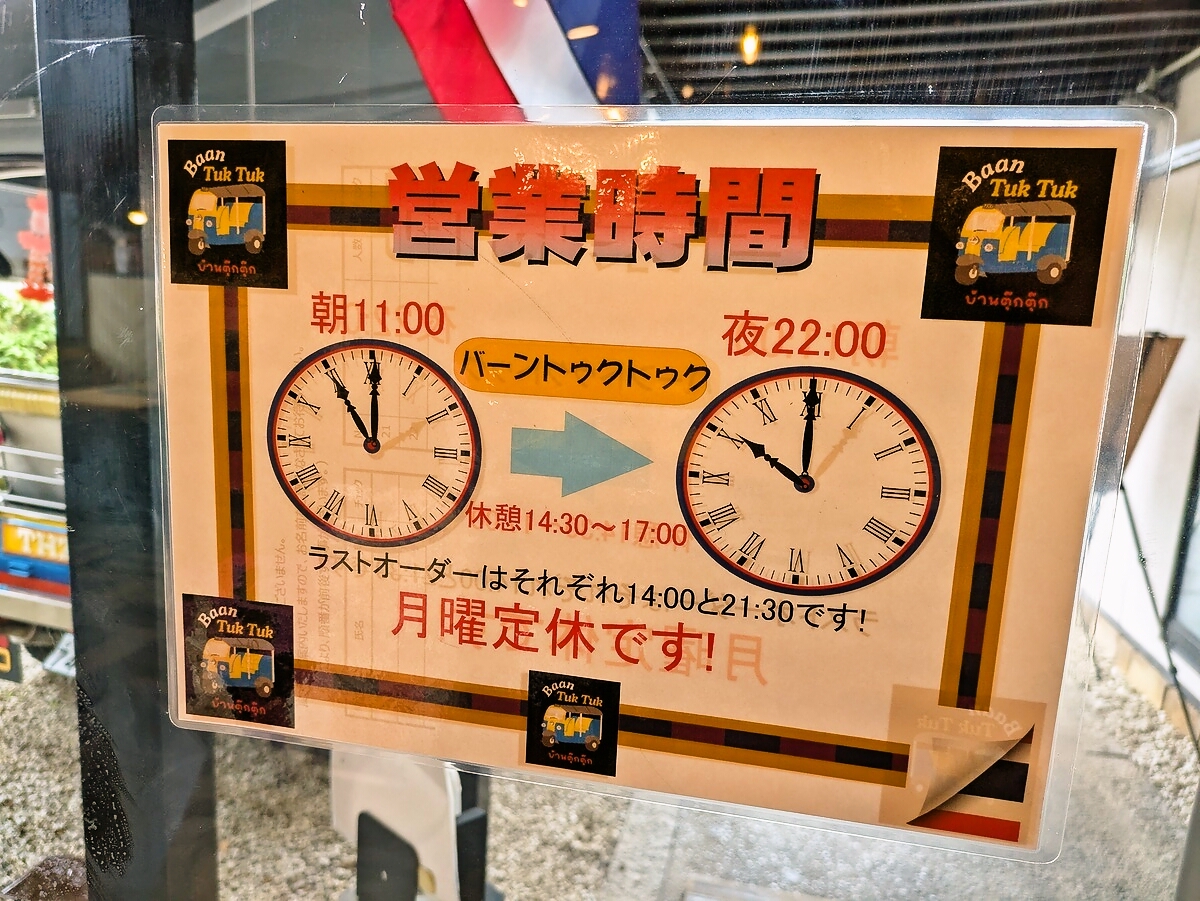 Baan
Tuk Tuk
บ้านตุ๊กตุ๊ก
営業時間
Baan
Tuk Tuk
บ้านตุ๊กตุ๊ก
朝11:00
夜22:00
バーントゥクトゥク
休憩14:30～17:00
ラストオーダーはそれぞれ14:00と21:30です!
月曜定休です!
Baan
Tuk Tuk
บ้านตุ๊กตุ๊ก
Baan
Tuk Tuk
บ้านตุ๊กตุ๊ก